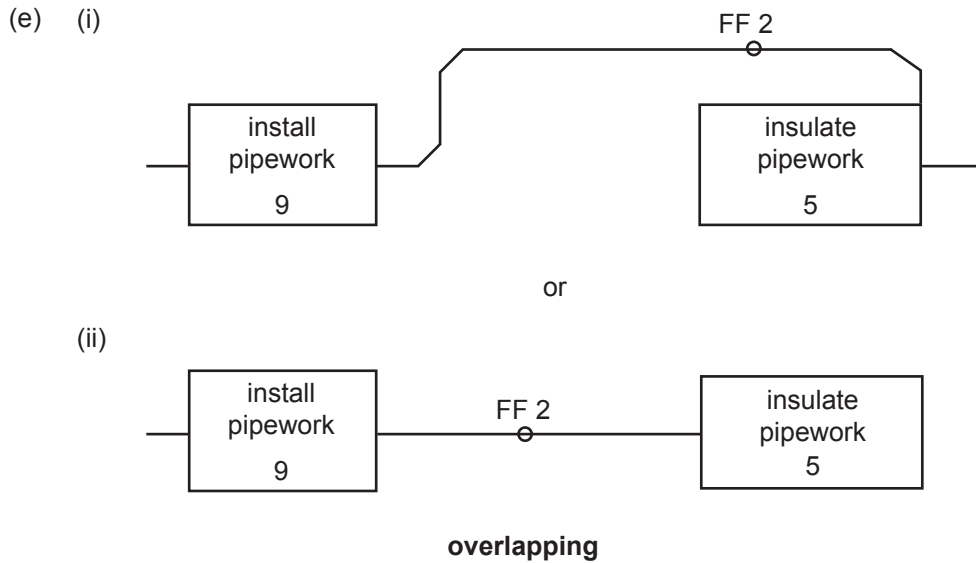 (e) (i)
FF 2
install
pipework
9
insulate
pipework
5
or
(ii)
install
pipework
9
FF 2
insulate
pipework
5
overlapping